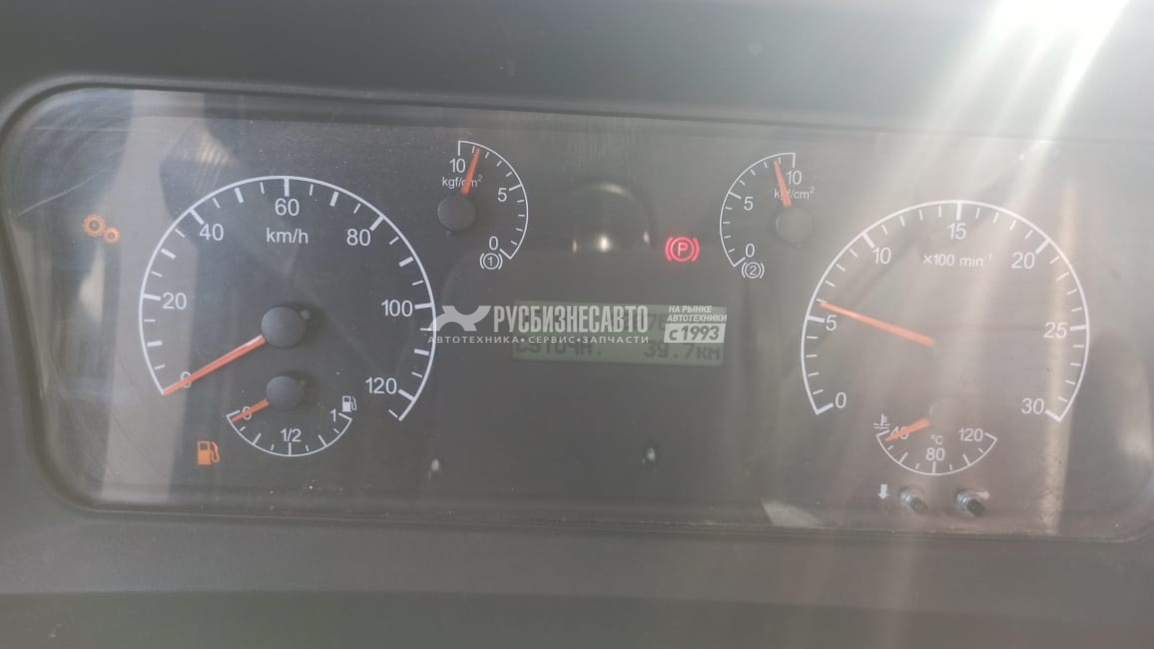 60
40
km/h
80
20
100
0
120
0
1/2
1
10
kgf/cm²
5
0
(1)
P
10
kgf/cm²
5
0
(2)
15
10
×100 min⁻¹
20
5
25
0
30
40
°C
120
80
РУСБИЗНЕСАВТО
НА РЫНКЕ
АВТОТЕХНИКИ
с 1993
АВТОТЕХНИКА • СЕРВИС • ЗАПЧАСТИ
39.7км